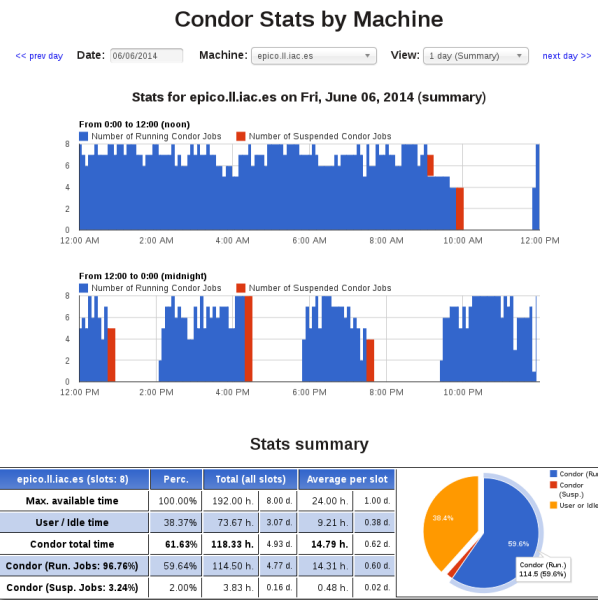 Condor Stats by Machine
<< prev day Date: 06/06/2014 Machine: epico.ll.iac.es View: 1 day (Summary) next day >>
Stats for epico.ll.iac.es on Fri, June 06, 2014 (summary)
From 0:00 to 12:00 (noon)
Number of Running Condor Jobs Number of Suspended Condor Jobs
8
6
4
2
0
12:00 AM 2:00 AM 4:00 AM 6:00 AM 8:00 AM 10:00 AM 12:00 PM
From 12:00 to 0:00 (midnight)
Number of Running Condor Jobs Number of Suspended Condor Jobs
8
6
4
2
0
12:00 PM 2:00 PM 4:00 PM 6:00 PM 8:00 PM 10:00 PM
Stats summary
epico.ll.iac.es (slots: 8) Perc. Total (all slots) Average per slot
Max. available time 100.00% 192.00 h. 8.00 d. 24.00 h. 1.00 d.
User / Idle time 38.37% 73.67 h. 3.07 d. 9.21 h. 0.38 d.
Condor total time 61.63% 118.33 h. 4.93 d. 14.79 h. 0.62 d.
Condor (Run. Jobs: 96.76%) 59.64% 114.50 h. 4.77 d. 14.31 h. 0.60 d.
Condor (Susp. Jobs: 3.24%) 2.00% 3.83 h. 0.16 d. 0.48 h. 0.02 d.
Condor (Ru
Condor
(Susp.)
User or Idle
38.4%
59.6%
Condor (Run.)
114.5 (59.6%)